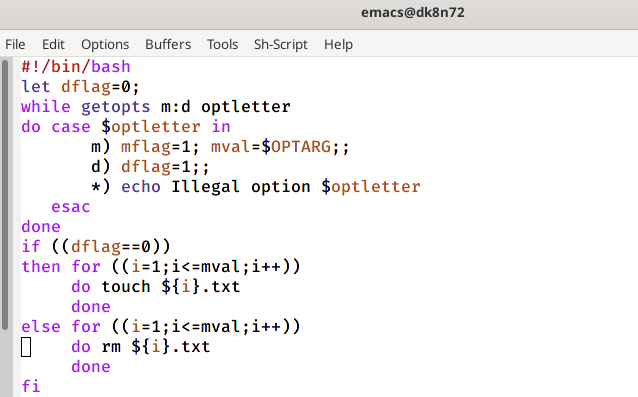 emacs@dk8n72
File Edit Options Buffers Tools Sh-Script Help
#!/bin/bash
let dflag=0;
while getopts m:d optletter
do case $optletter in
       m) mflag=1; mval=$OPTARG;;
       d) dflag=1;;
       *) echo Illegal option $optletter
   esac
done
if ((dflag==0))
then for ((i=1;i<=mval;i++))
     do touch ${i}.txt
     done
else for ((i=1;i<=mval;i++))
     do rm ${i}.txt
     done
fi